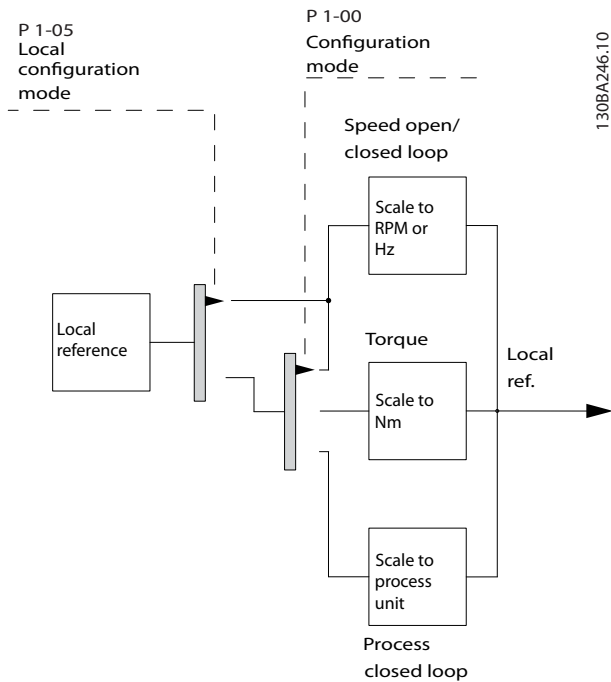 P 1-05
Local
configuration
mode
P 1-00
Configuration
mode
130BA246.10
Speed open/
closed loop
Scale to
RPM or
Hz
Local
reference
Torque
Scale to
Nm
Local
ref.
Scale to
process
unit
Process
closed loop